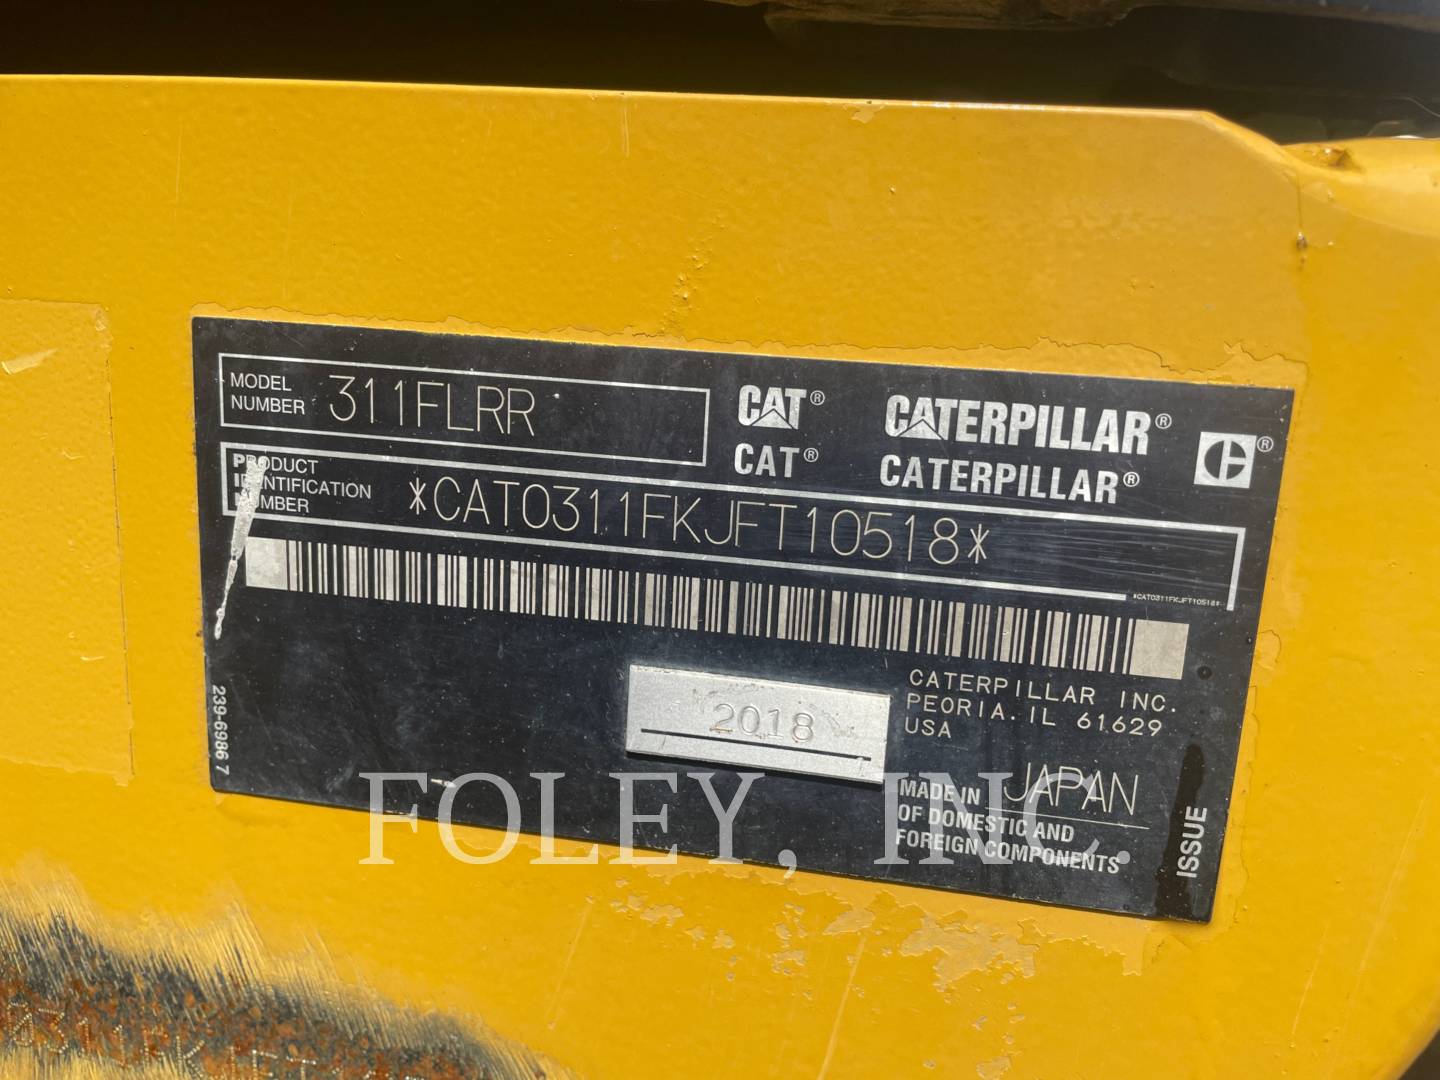 MODEL
NUMBER 311FLRR
CAT® CATERPILLAR®
CAT® CATERPILLAR®
C ®
PRODUCT
IDENTIFICATION
NUMBER *CAT0311FKJFT10518*
*CAT0311FKJFT10518*
239-6986 7
2018
CATERPILLAR INC.
PEORIA. IL 61629
USA
MADE IN JAPAN
OF DOMESTIC AND
FOREIGN COMPONENTS
ISSUE
FOLEY, INC.